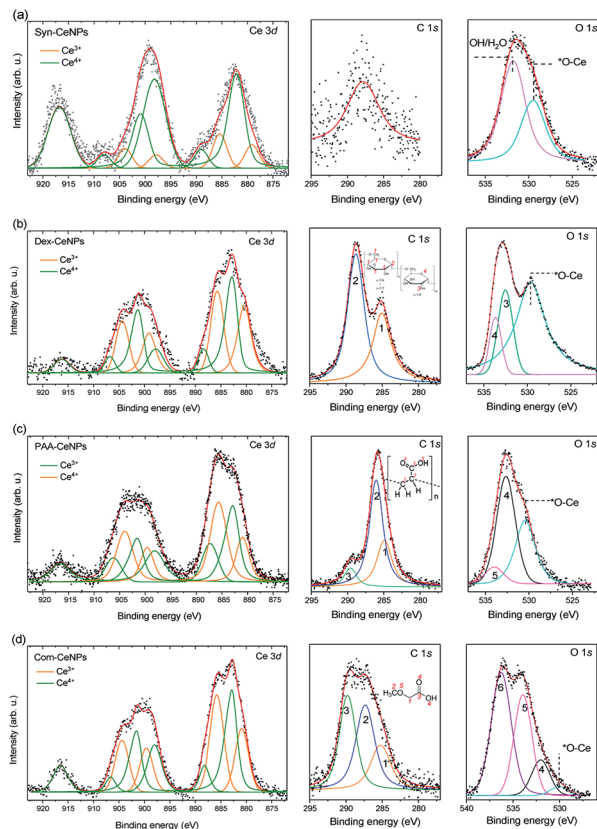 (a)
Syn-CeNPs
Ce 3d
Ce³⁺
Ce⁴⁺
Intensity (arb. u.)
920 915 910 905 900 895 890 885 880 875
Binding energy (eV)
C 1s
295 290 285 280
Binding energy (eV)
O 1s
OH/H₂O
*O-Ce
535 530 525
Binding energy (eV)
(b)
Dex-CeNPs
Ce 3d
Ce³⁺
Ce⁴⁺
Intensity (arb. u.)
920 915 910 905 900 895 890 885 880 875
Binding energy (eV)
C 1s
2
1
295 290 285 280
Binding energy (eV)
O 1s
*O-Ce
3
4
535 530 525
Binding energy (eV)
(c)
PAA-CeNPs
Ce 3d
Ce³⁺
Ce⁴⁺
Intensity (arb. u.)
920 915 910 905 900 895 890 885 880 875
Binding energy (eV)
C 1s
O OH
H H H
n
2
1
3
295 290 285 280
Binding energy (eV)
O 1s
4
*O-Ce
5
535 530 525
Binding energy (eV)
(d)
Com-CeNPs
Ce 3d
Ce³⁺
Ce⁴⁺
Intensity (arb. u.)
920 915 910 905 900 895 890 885 880 875
Binding energy (eV)
C 1s
H₃C O O OH
3
2
1
295 290 285 280
Binding energy (eV)
O 1s
6
5
*O-Ce
4
540 535 530 525
Binding energy (eV)